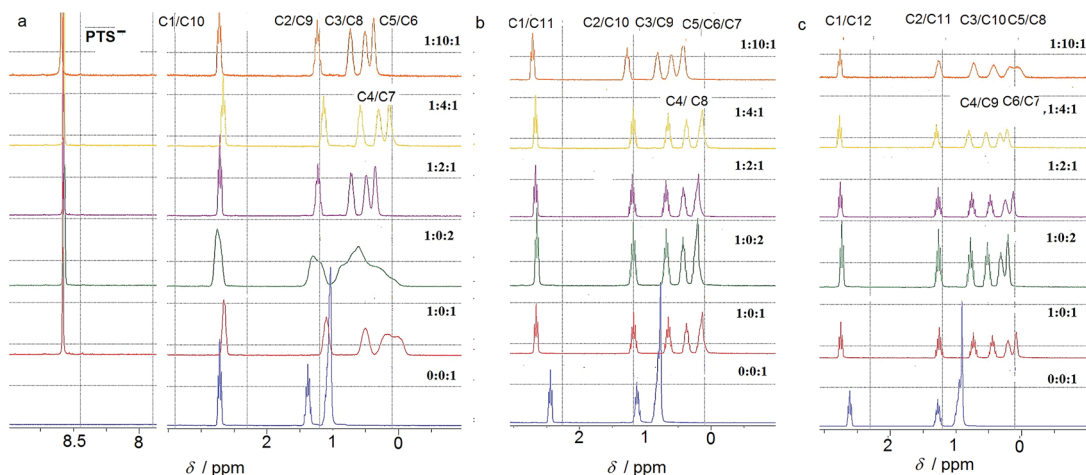 a
PTS⁻
C1/C10
C2/C9
C3/C8
C5/C6
1:10:1
C4/C7
1:4:1
1:2:1
1:0:2
1:0:1
0:0:1
8.5
8
2
1
0
δ / ppm
b
C1/C11
C2/C10
C3/C9
C5/C6/C7
1:10:1
C4/ C8
1:4:1
1:2:1
1:0:2
1:0:1
0:0:1
2
1
0
δ / ppm
c
C1/C12
C2/C11
C3/C10
C5/C8
1:10:1
C4/C9
C6/C7
,1:4:1
1:2:1
1:0:2
1:0:1
0:0:1
2
1
0
δ / ppm